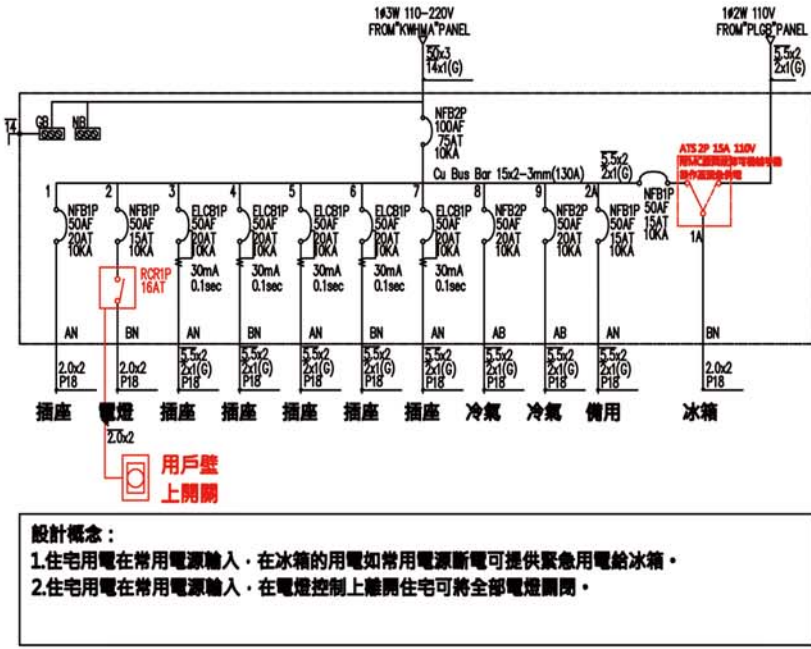 1ø3W 110-220V
FROM"KWHMA"PANEL
50x3
14x1(G)
1ø2W 110V
FROM"PLGB"PANEL
5.5x2
2x1(G)
14
GB NB
NFB2P
100AF
75AT
10KA
Cu Bus Bar 15x2-3mm(130A)
5.5x2
2x1(G)
NFB1P
50AF
15AT
10KA
ATS 2P 15A 110V
1A
1 2 3 4 5 6 7 8 9 2A
NFB1P
50AF
20AT
10KA
NFB1P
50AF
15AT
10KA
ELCB1P
50AF
20AT
10KA
30mA
0.1sec
ELCB1P
50AF
20AT
10KA
30mA
0.1sec
ELCB1P
50AF
20AT
10KA
30mA
0.1sec
ELCB1P
50AF
20AT
10KA
30mA
0.1sec
ELCB1P
50AF
20AT
10KA
30mA
0.1sec
NFB2P
50AF
20AT
10KA
NFB2P
50AF
20AT
10KA
NFB1P
50AF
15AT
10KA
RCR1P
16AT
AN BN AN BN AN BN AN AB AB AN BN
2.0x2
P18
2.0x2
P18
5.5x2
2x1(G)
P18
5.5x2
2x1(G)
P18
5.5x2
2x1(G)
P18
5.5x2
2x1(G)
P18
5.5x2
2x1(G)
P18
5.5x2
2x1(G)
P18
5.5x2
2x1(G)
P18
5.5x2
2x1(G)
P18
2.0x2
P18
插座 電燈 插座 插座 插座 插座 插座 冷氣 冷氣 備用 冰箱
2.0x2
用戶壁
上開關
設計概念：
1.住宅用電在常用電源輸入，在冰箱的用電如常用電源斷電可提供緊急用電給冰箱。
2.住宅用電在常用電源輸入，在電燈控制上離開住宅可將全部電燈關閉。